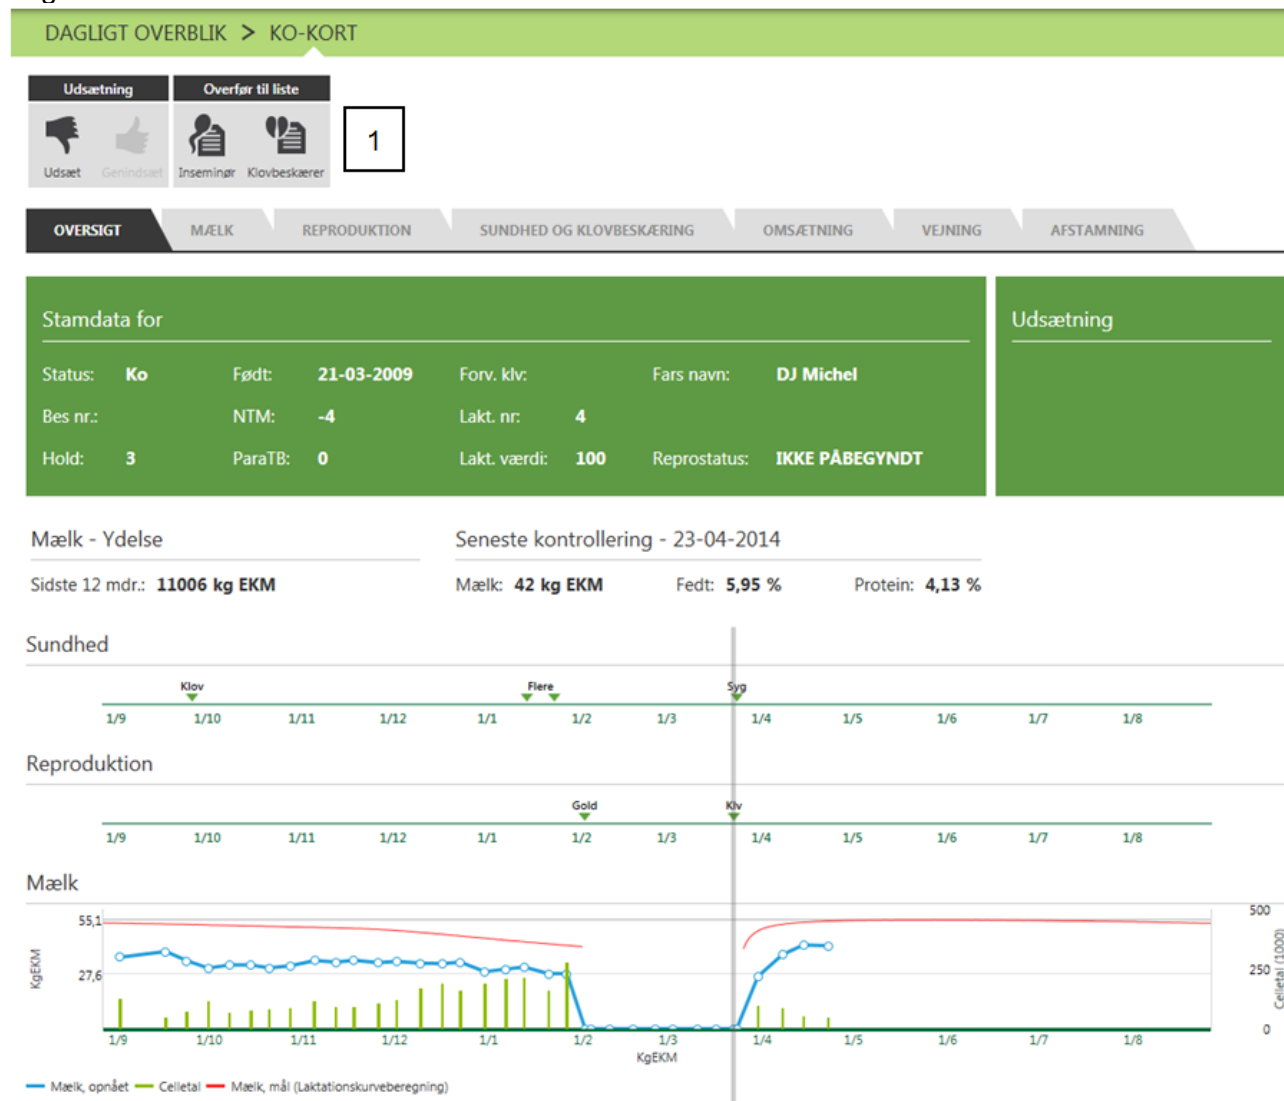 DAGLIGT OVERBLIK > KO-KORT
Udsætning Overfør til liste
1
Udsæt Genindsæt Inseminør Klovbeskærer
OVERSIGT MÆLK REPRODUKTION SUNDHED OG KLOVBESKÆRING OMSÆTNING VEJNING AFSTAMNING
Stamdata for Udsætning
Status: Ko Født: 21-03-2009 Forv. klv: Fars navn: DJ Michel
Bes nr.: NTM: -4 Lakt. nr: 4
Hold: 3 ParaTB: 0 Lakt. værdi: 100 Reprostatus: IKKE PÅBEGYNDT
Mælk - Ydelse Seneste kontrollering - 23-04-2014
Sidste 12 mdr.: 11006 kg EKM Mælk: 42 kg EKM Fedt: 5,95 % Protein: 4,13 %
Sundhed
Klov Flere Syg
1/9 1/10 1/11 1/12 1/1 1/2 1/3 1/4 1/5 1/6 1/7 1/8
Reproduktion
Gold Klv
1/9 1/10 1/11 1/12 1/1 1/2 1/3 1/4 1/5 1/6 1/7 1/8
Mælk
55,1 500
KgEKM 27,6 250 Celletal (1000)
0
1/9 1/10 1/11 1/12 1/1 1/2 1/3 1/4 1/5 1/6 1/7 1/8
KgEKM
Mælk, opnået Celletal Mælk, mål (Laktationskurveberegning)